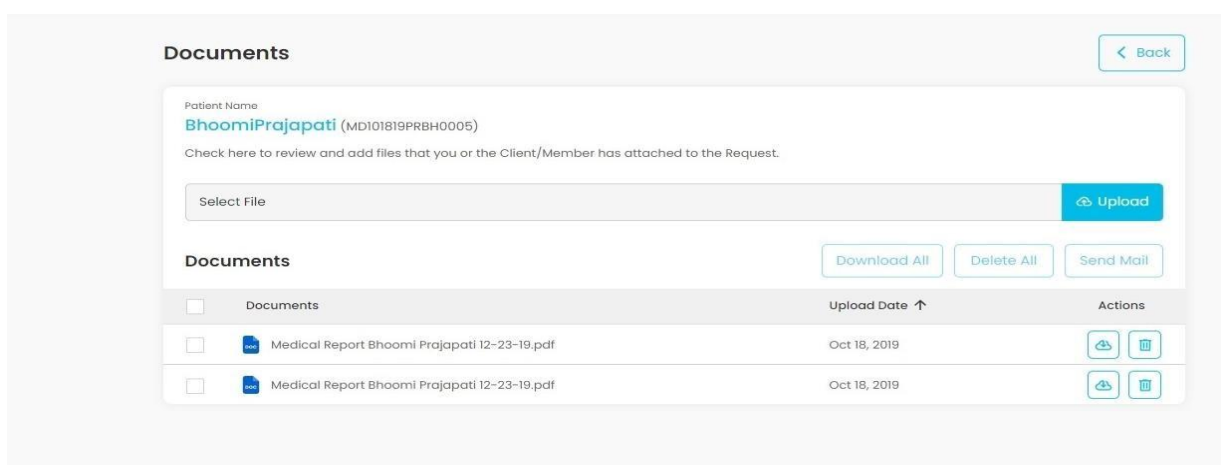 Documents
Back
Patient Name
BhoomiPrajapati (MD101819PRBH0005)
Check here to review and add files that you or the Client/Member has attached to the Request.
Select File
Upload
Documents
Download All
Delete All
Send Mail
Documents
Upload Date
Actions
DOC
Medical Report Bhoomi Prajapati 12-23-19.pdf
Oct 18, 2019
DOC
Medical Report Bhoomi Prajapati 12-23-19.pdf
Oct 18, 2019